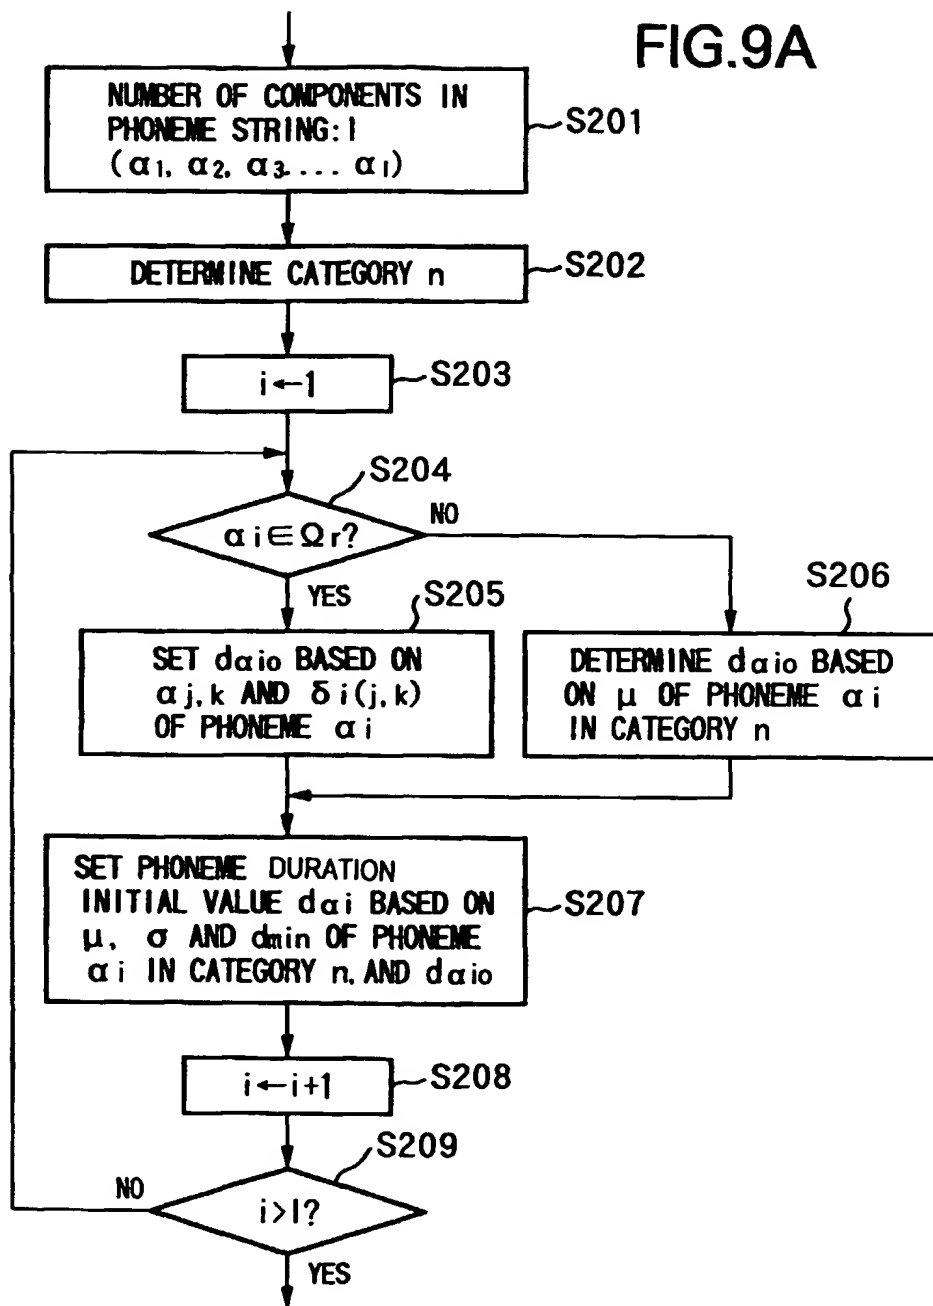 FIG.9A
NUMBER OF COMPONENTS IN
PHONEME STRING: I
(α1, α2, α3.... αI)
S201
DETERMINE CATEGORY n
S202
i←1
S203
S204
αi∈Ωr?
NO
YES
S205
SET dαio BASED ON
αj,k AND δi(j,k)
OF PHONEME αi
S206
DETERMINE dαio BASED
ON μ OF PHONEME αi
IN CATEGORY n
SET PHONEME DURATION
INITIAL VALUE dαi BASED ON
μ, σ AND dmin OF PHONEME
αi IN CATEGORY n, AND dαio
S207
i←i+1
S208
S209
NO
i>I?
YES